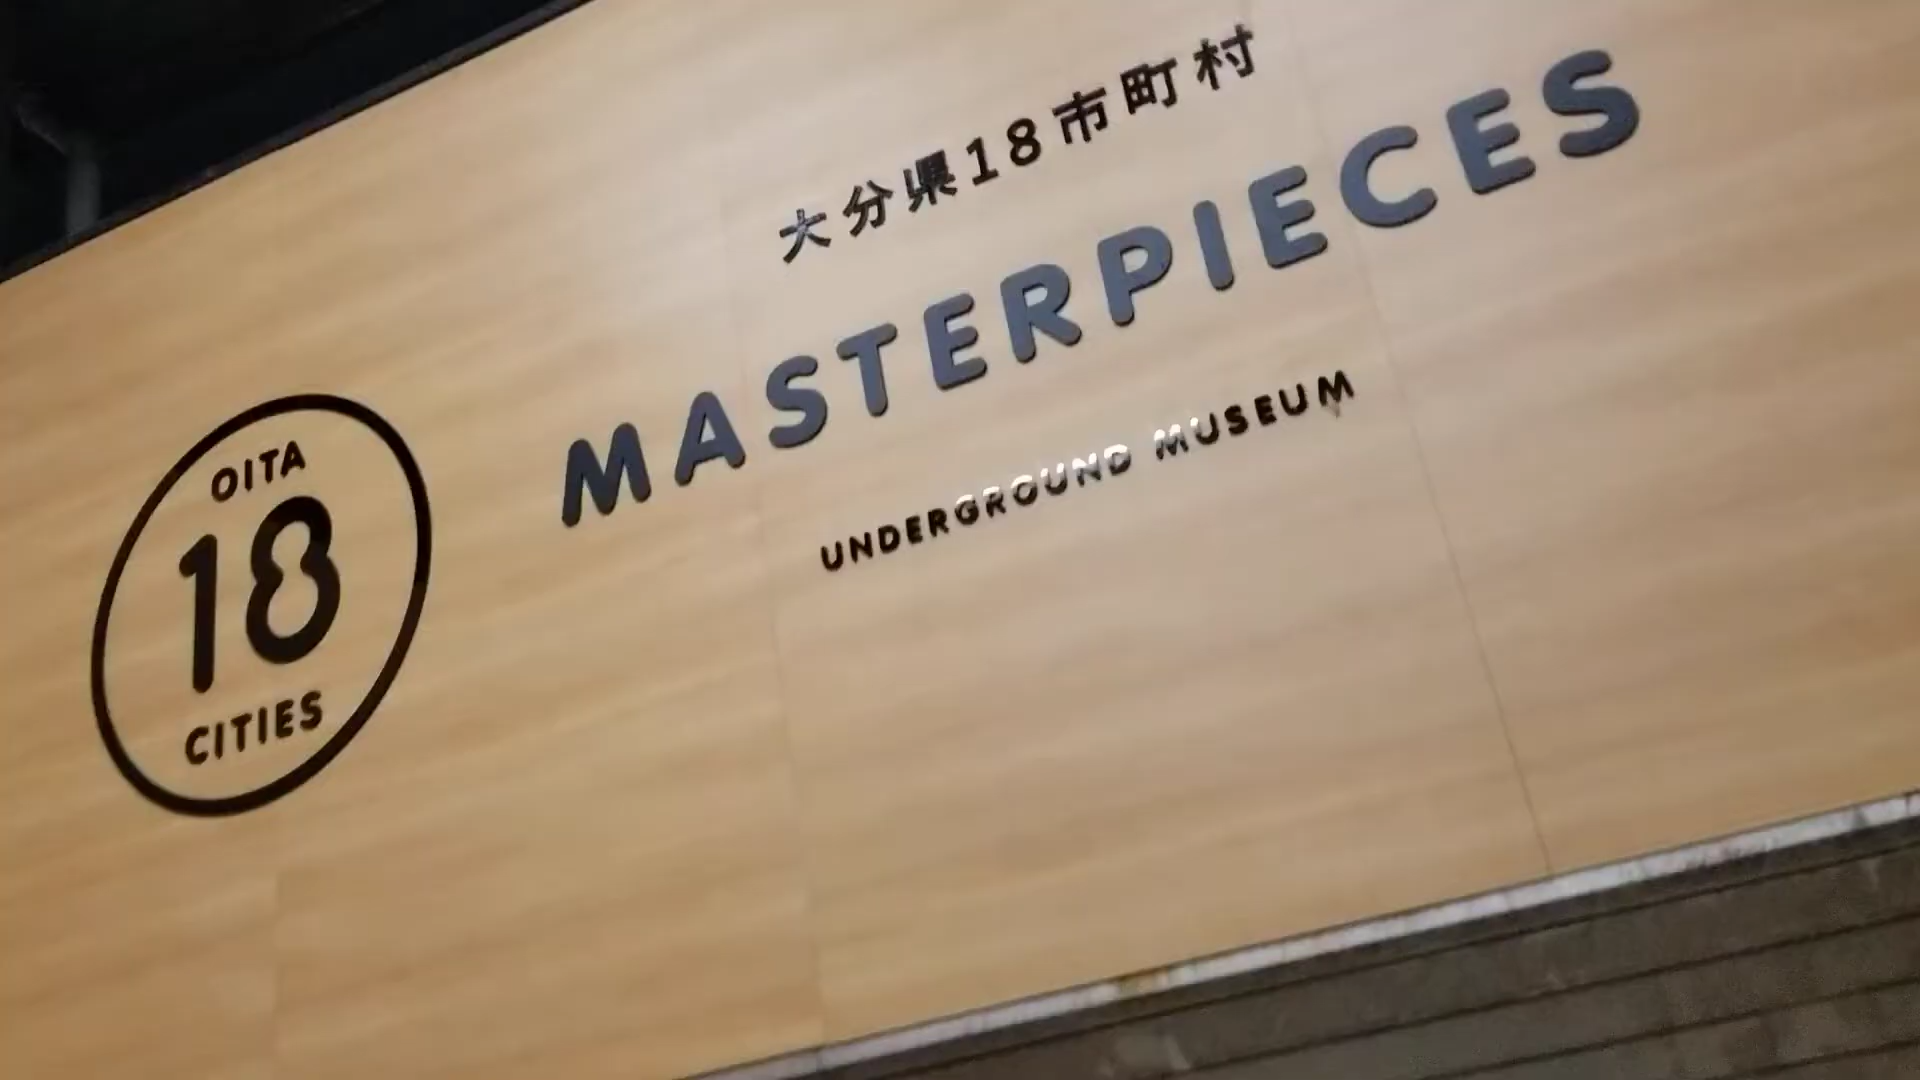 OITA
18
CITIES
大分県18市町村
MASTERPIECES
UNDERGROUND MUSEUM